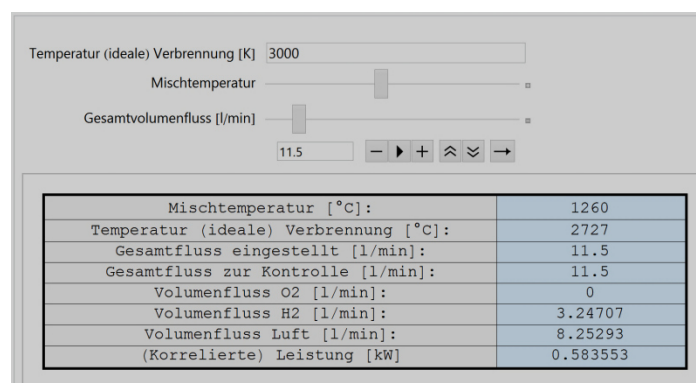 Temperatur (ideale) Verbrennung [K] 3000
Mischtemperatur
Gesamtvolumenfluss [l/min]
11.5
Mischtemperatur [°C]: 1260
Temperatur (ideale) Verbrennung [°C]: 2727
Gesamtfluss eingestellt [l/min]: 11.5
Gesamtfluss zur Kontrolle [l/min]: 11.5
Volumenfluss O2 [l/min]: 0
Volumenfluss H2 [l/min]: 3.24707
Volumenfluss Luft [l/min]: 8.25293
(Korrelierte) Leistung [kW] 0.583553